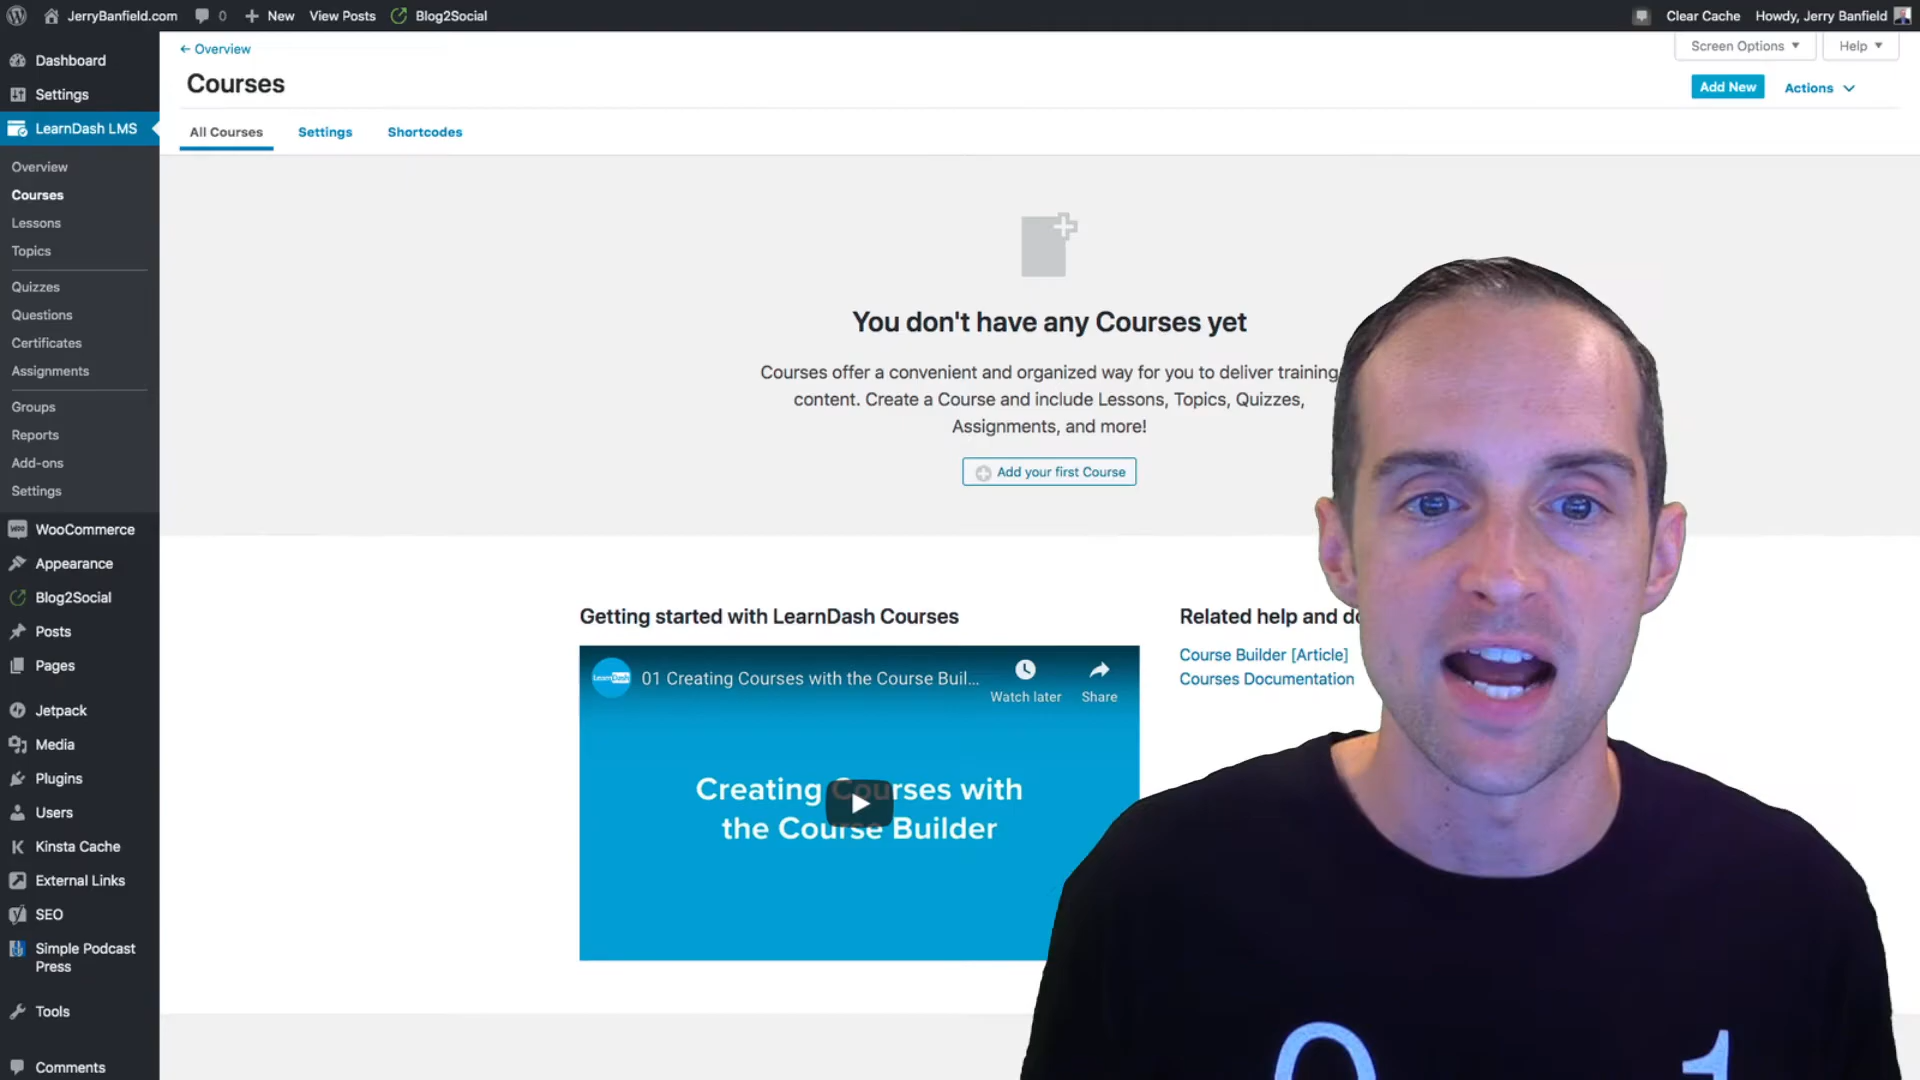 JerryBanfield.com
0
New
View Posts
Blog2Social
Clear Cache
Howdy, Jerry Banfield
Dashboard
Settings
LearnDash LMS
Overview
Courses
Lessons
Topics
Quizzes
Questions
Certificates
Assignments
Groups
Reports
Add-ons
Settings
WooCommerce
Appearance
Blog2Social
Posts
Pages
Jetpack
Media
Plugins
Users
Kinsta Cache
External Links
SEO
Simple Podcast
Press
Tools
Comments
← Overview
Screen Options
Help
Courses
Add New
Actions
All Courses
Settings
Shortcodes
You don't have any Courses yet
Courses offer a convenient and organized way for you to deliver training
content. Create a Course and include Lessons, Topics, Quizzes,
Assignments, and more!
Add your first Course
Getting started with LearnDash Courses
LearnDash
01 Creating Courses with the Course Buil...
Watch later
Share
Creating Courses with
the Course Builder
Related help and do
Course Builder [Article]
Courses Documentation
0 1